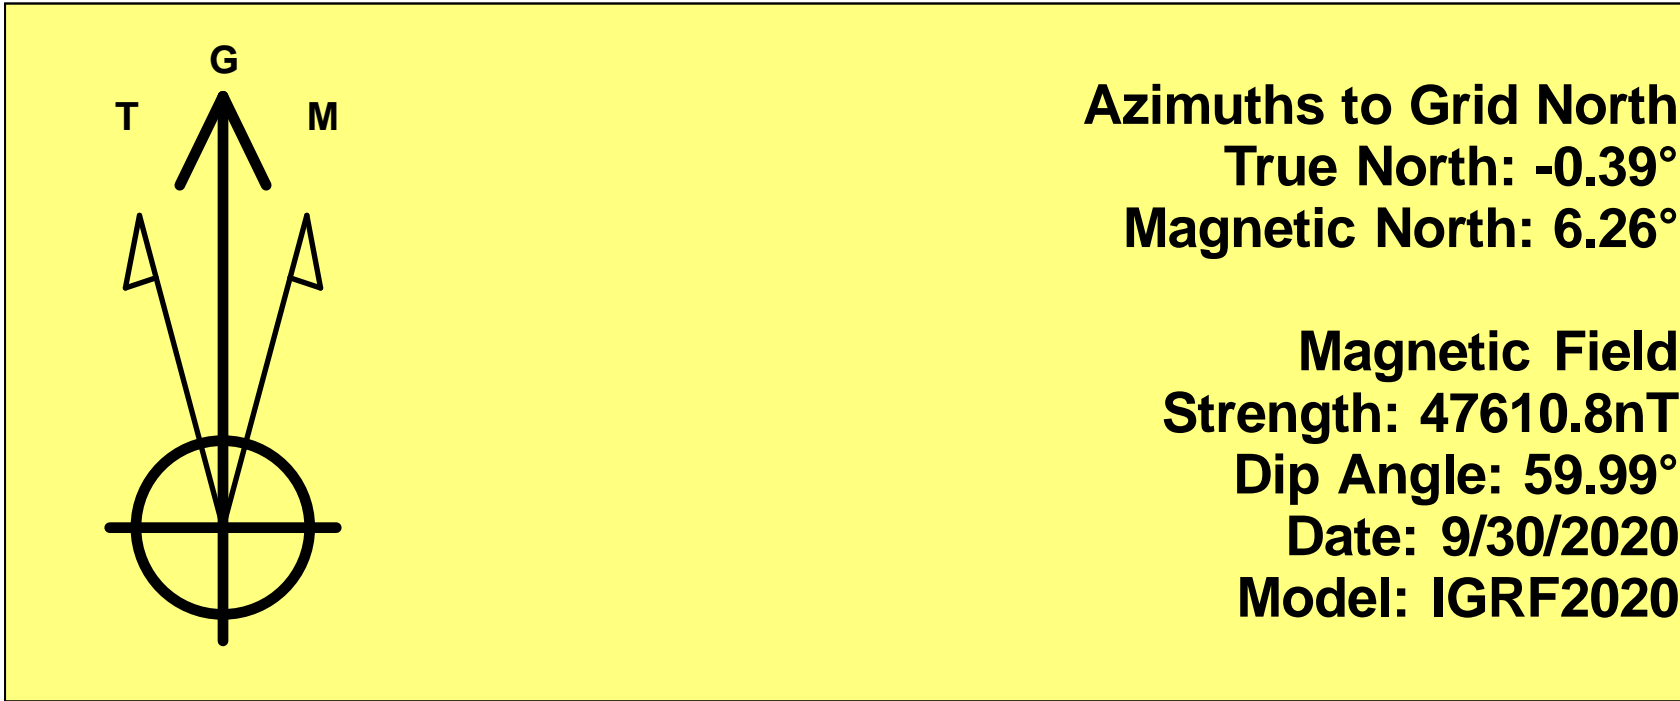 G
T M
Azimuths to Grid North
True North: -0.39°
Magnetic North: 6.26°
Magnetic Field
Strength: 47610.8nT
Dip Angle: 59.99°
Date: 9/30/2020
Model: IGRF2020